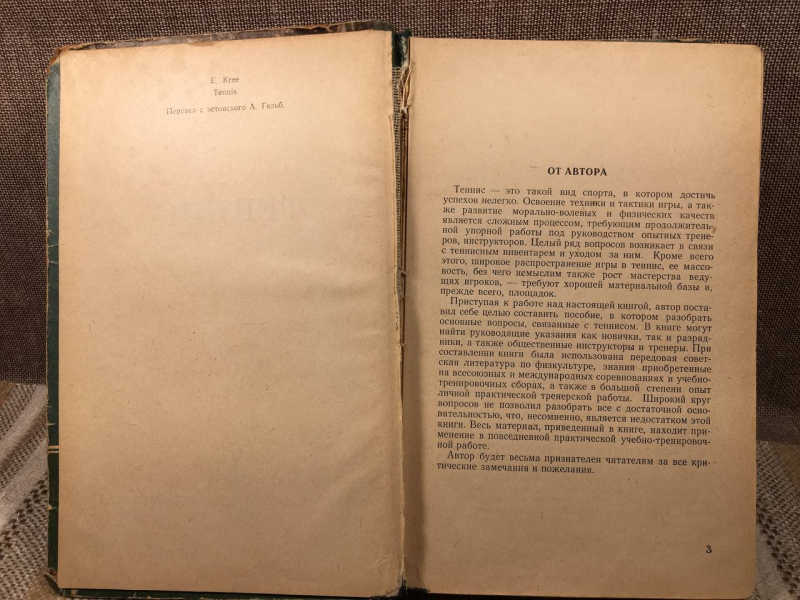 E. Kree
Tennis
Перевел с эстонского А. Гельб.
ОТ АВТОРА
Теннис — это такой вид спорта, в котором достичь
успехов нелегко. Освоение техники и тактики игры, а так-
же развитие морально-волевых и физических качеств
является сложным процессом, требующим продолжитель-
ной упорной работы под руководством опытных трене-
ров, инструкторов. Целый ряд вопросов возникает в связи
с теннисным инвентарем и уходом за ним. Кроме всего
этого, широкое распространение игры в теннис, ее массо-
вость, без чего немыслим также рост мастерства веду-
щих игроков, — требуют хорошей материальной базы и,
прежде всего, площадок.
Приступая к работе над настоящей книгой, автор поста-
вил себе целью составить пособие, в котором разобрать
основные вопросы, связанные с теннисом. В книге могут
найти руководящие указания как новички, так и разряд-
ники, а также общественные инструкторы и тренеры. При
составлении книги была использована передовая совет-
ская литература по физкультуре, знания приобретенные
на всесоюзных и международных соревнованиях и учебно-
тренировочных сборах, а также в большой степени опыт
личной практической тренерской работы. Широкий круг
вопросов не позволил разобрать все с достаточной осно-
вательностью, что, несомненно, является недостатком этой
книги. Весь материал, приведенный в книге, находит при-
менение в повседневной практической учебно-тренировоч-
ной работе.
Автор будет весьма признателен чатателям за все кри-
тические замечания и пожелания.
3